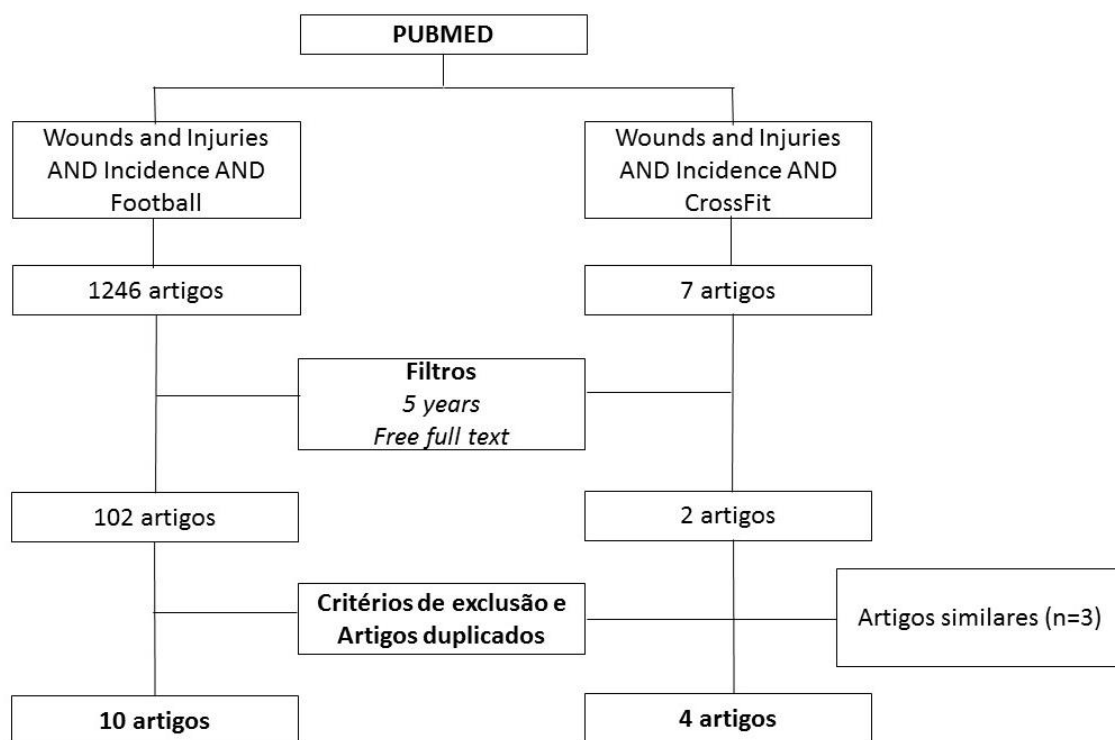 PUBMED
Wounds and Injuries
AND Incidence AND
Football
Wounds and Injuries
AND Incidence AND
CrossFit
1246 artigos
7 artigos
Filtros
5 years
Free full text
102 artigos
2 artigos
Critérios de exclusão e
Artigos duplicados
Artigos similares (n=3)
10 artigos
4 artigos